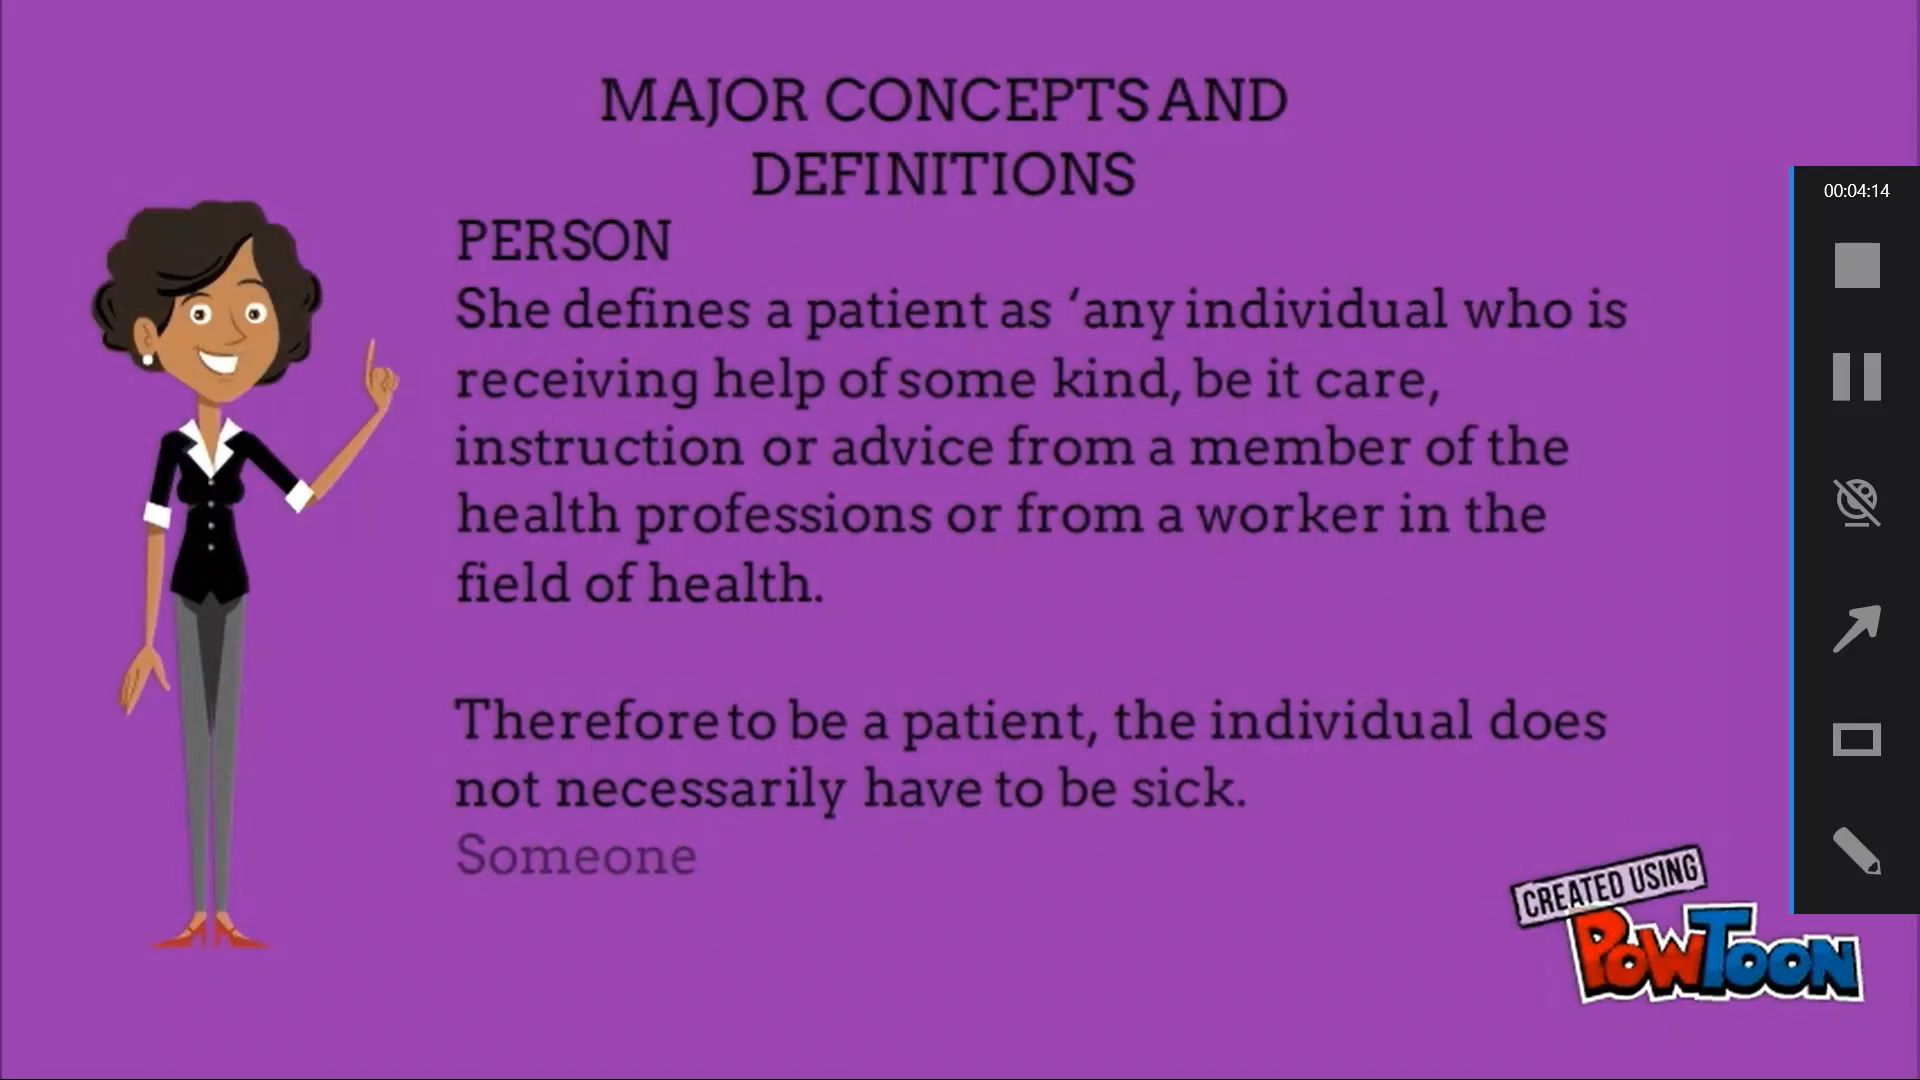 MAJOR CONCEPTS AND
DEFINITIONS
PERSON
She defines a patient as ‘any individual who is
receiving help of some kind, be it care,
instruction or advice from a member of the
health professions or from a worker in the
field of health.
Therefore to be a patient, the individual does
not necessarily have to be sick.
Someone
00:04:14
CREATED USING
POWTOON